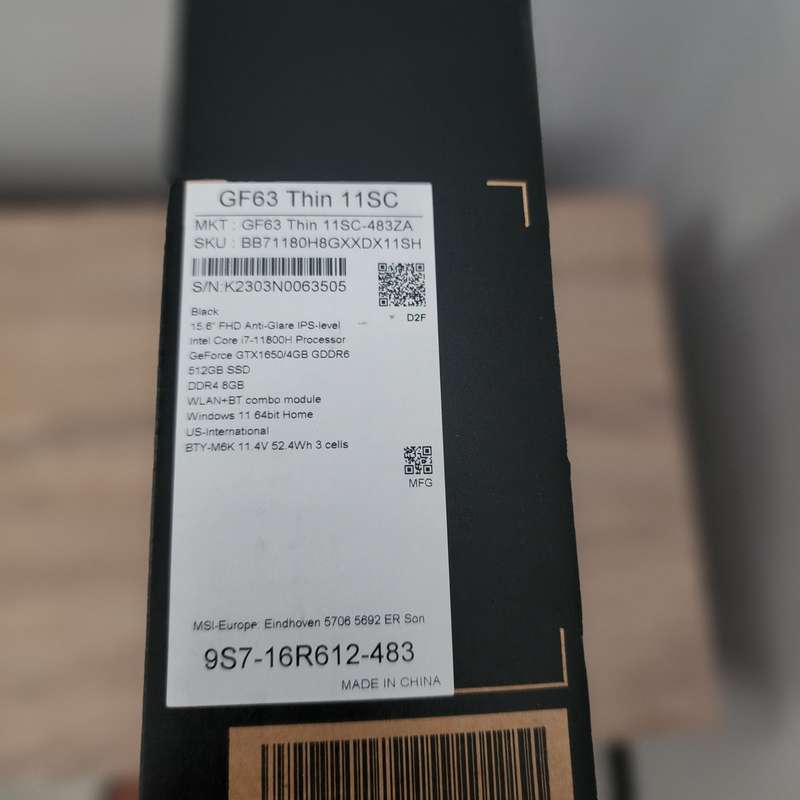 GF63 Thin 11SC
MKT : GF63 Thin 11SC-483ZA
SKU : BB71180H8GXXDX11SH
S/N:K2303N0063505
D2F
Black
15.6" FHD Anti-Glare IPS-level
Intel Core i7-11800H Processor
GeForce GTX1650/4GB GDDR6
512GB SSD
DDR4 8GB
WLAN+BT combo module
Windows 11 64bit Home
US-International
BTY-M6K 11.4V 52.4Wh 3 cells
MFG
MSI-Europe: Eindhoven 5706 5692 ER Son
9S7-16R612-483
MADE IN CHINA